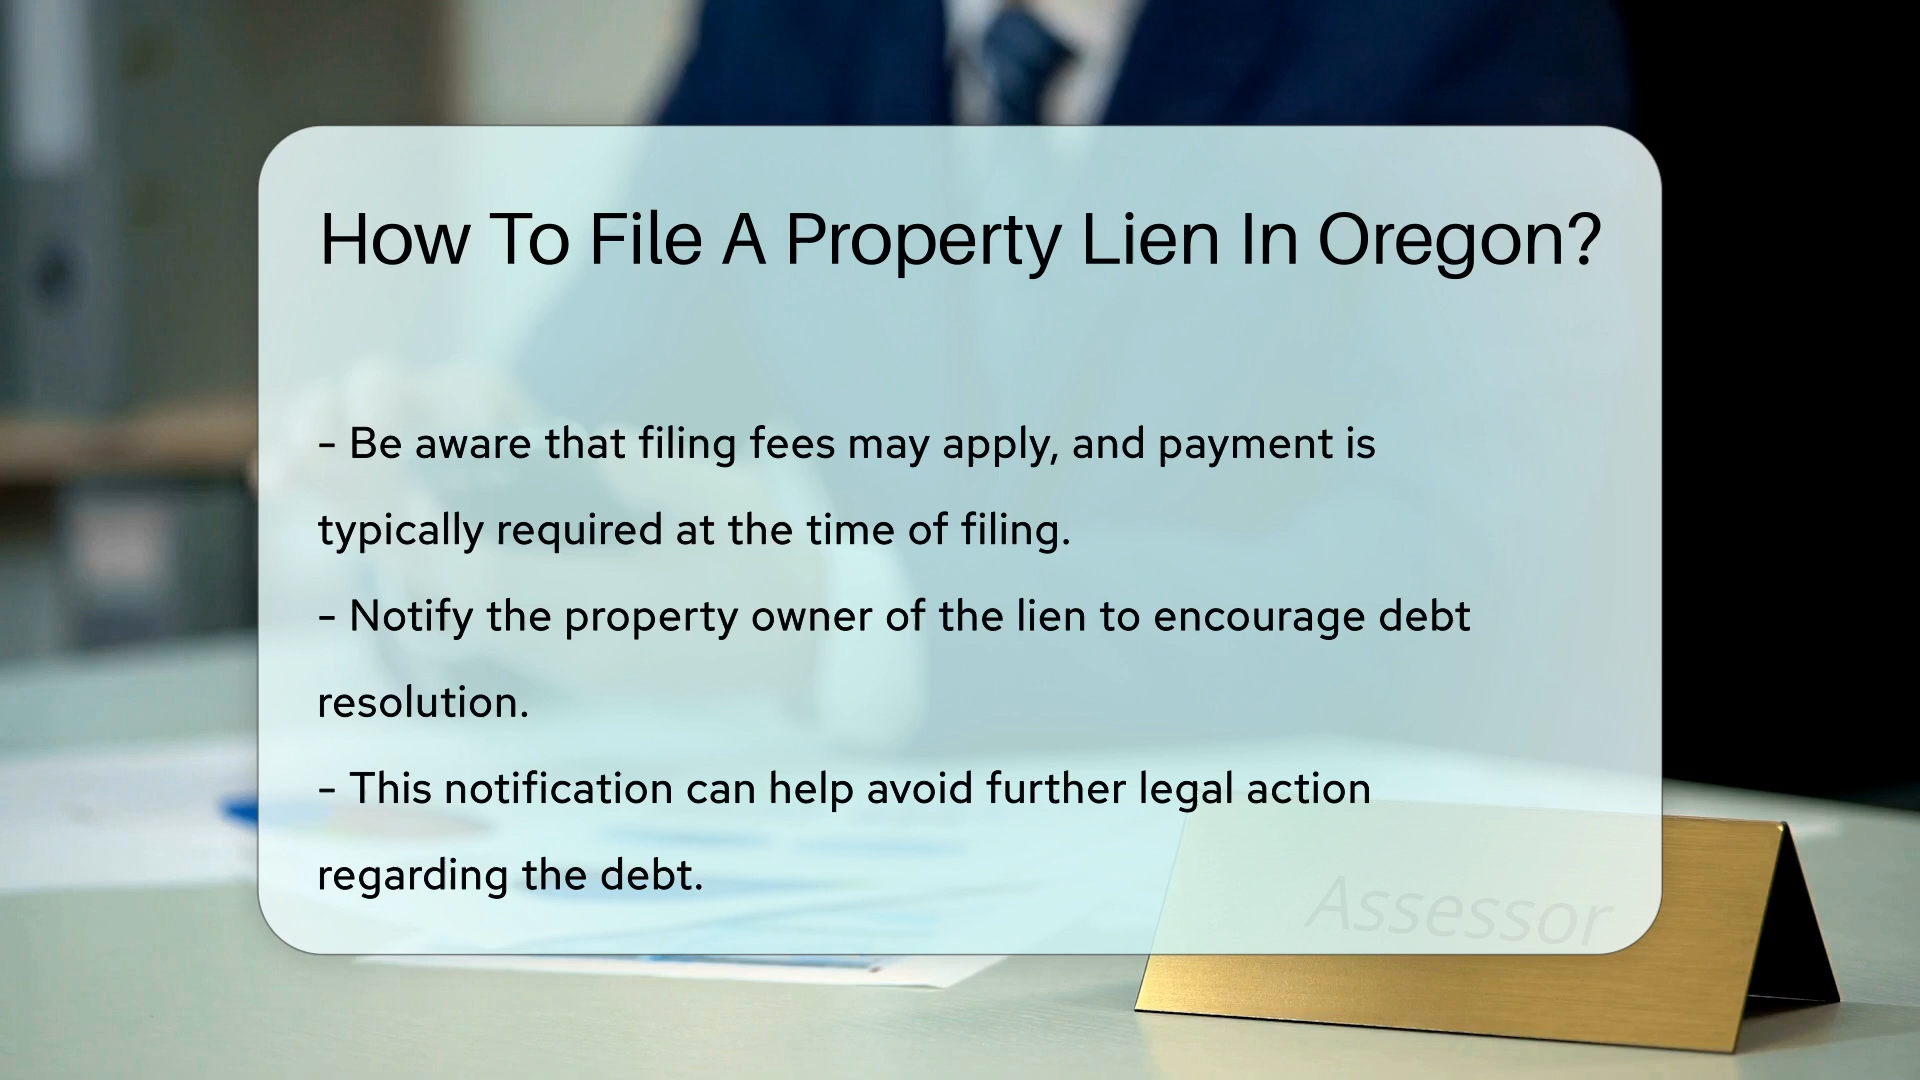 How To File A Property Lien In Oregon?
- Be aware that filing fees may apply, and payment is
typically required at the time of filing.
- Notify the property owner of the lien to encourage debt
resolution.
- This notification can help avoid further legal action
regarding the debt.
Assessor